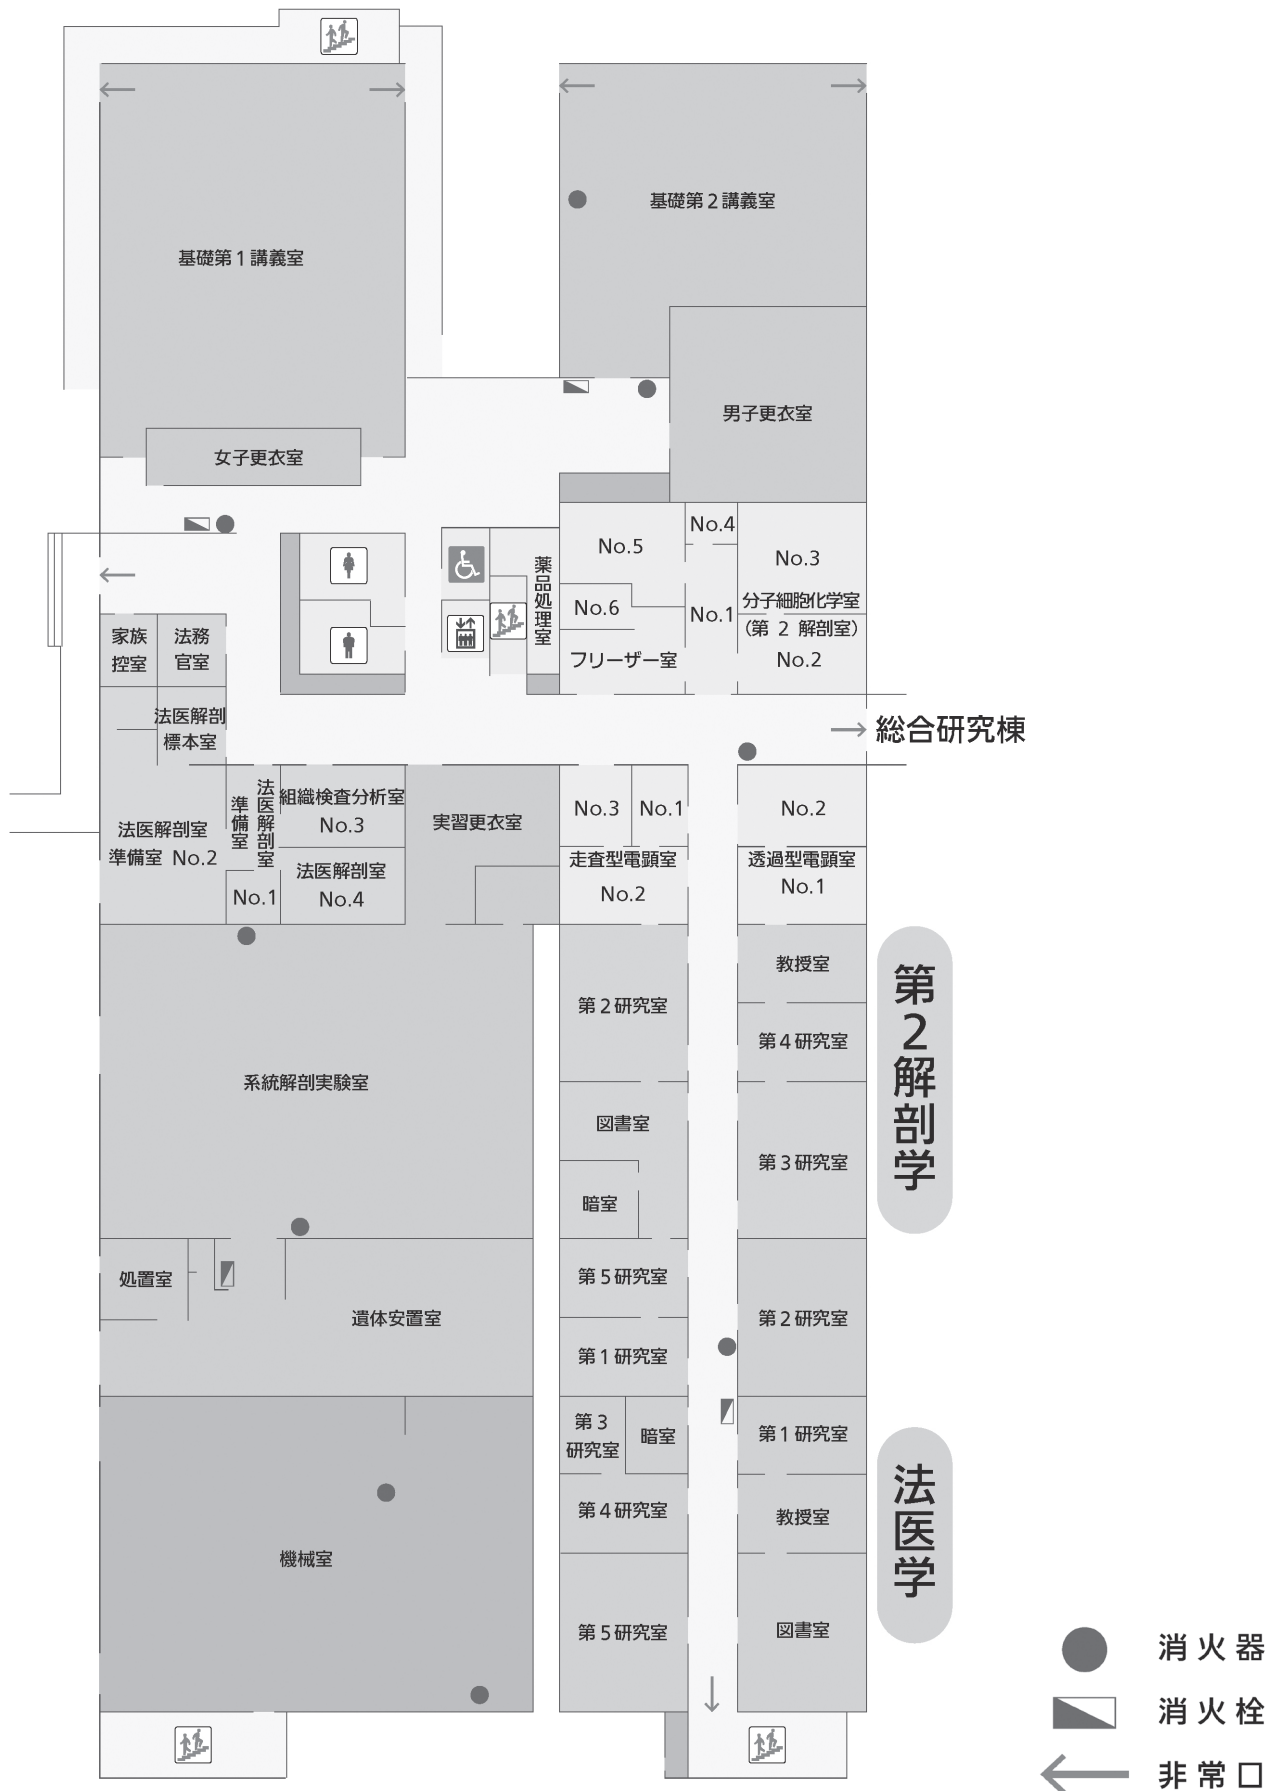 基礎第1講義室
基礎第2講義室
男子更衣室
女子更衣室
薬品処理室
No.5
No.4
No.3
No.6
No.1
分子細胞化学室
(第2解剖室)
No.2
フリーザー室
家族
控室
法務
官室
法医解剖
標本室
総合研究棟
法医解剖室
準備室 No.2
法医解剖室
準備室
No.1
組織検査分析室
No.3
法医解剖室
No.4
実習更衣室
No.3
No.1
走査型電顕室
No.2
No.2
透過型電顕室
No.1
系統解剖実験室
第2研究室
教授室
第4研究室
図書室
暗室
第3研究室
第2解剖学
処置室
遺体安置室
第5研究室
第1研究室
第2研究室
機械室
第3
研究室
暗室
第1研究室
第4研究室
教授室
第5研究室
図書室
法医学
消火器
消火栓
非常口